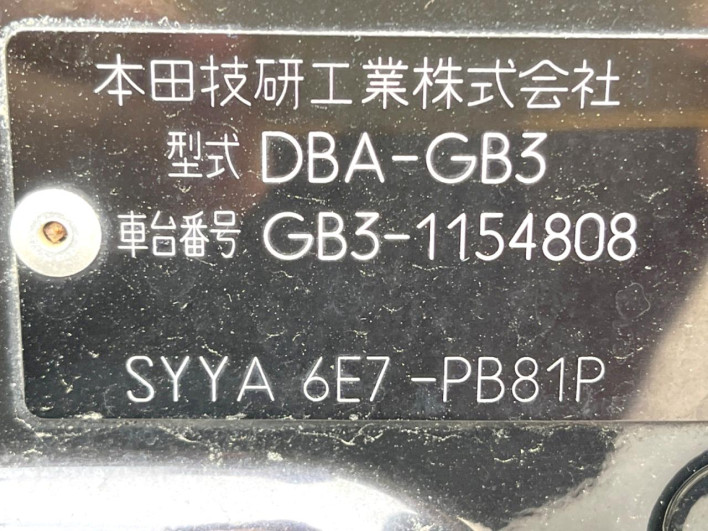 本田技研工業株式会社
型式 DBA-GB3
車台番号 GB3-1154808
SYYA 6E7 -PB81P